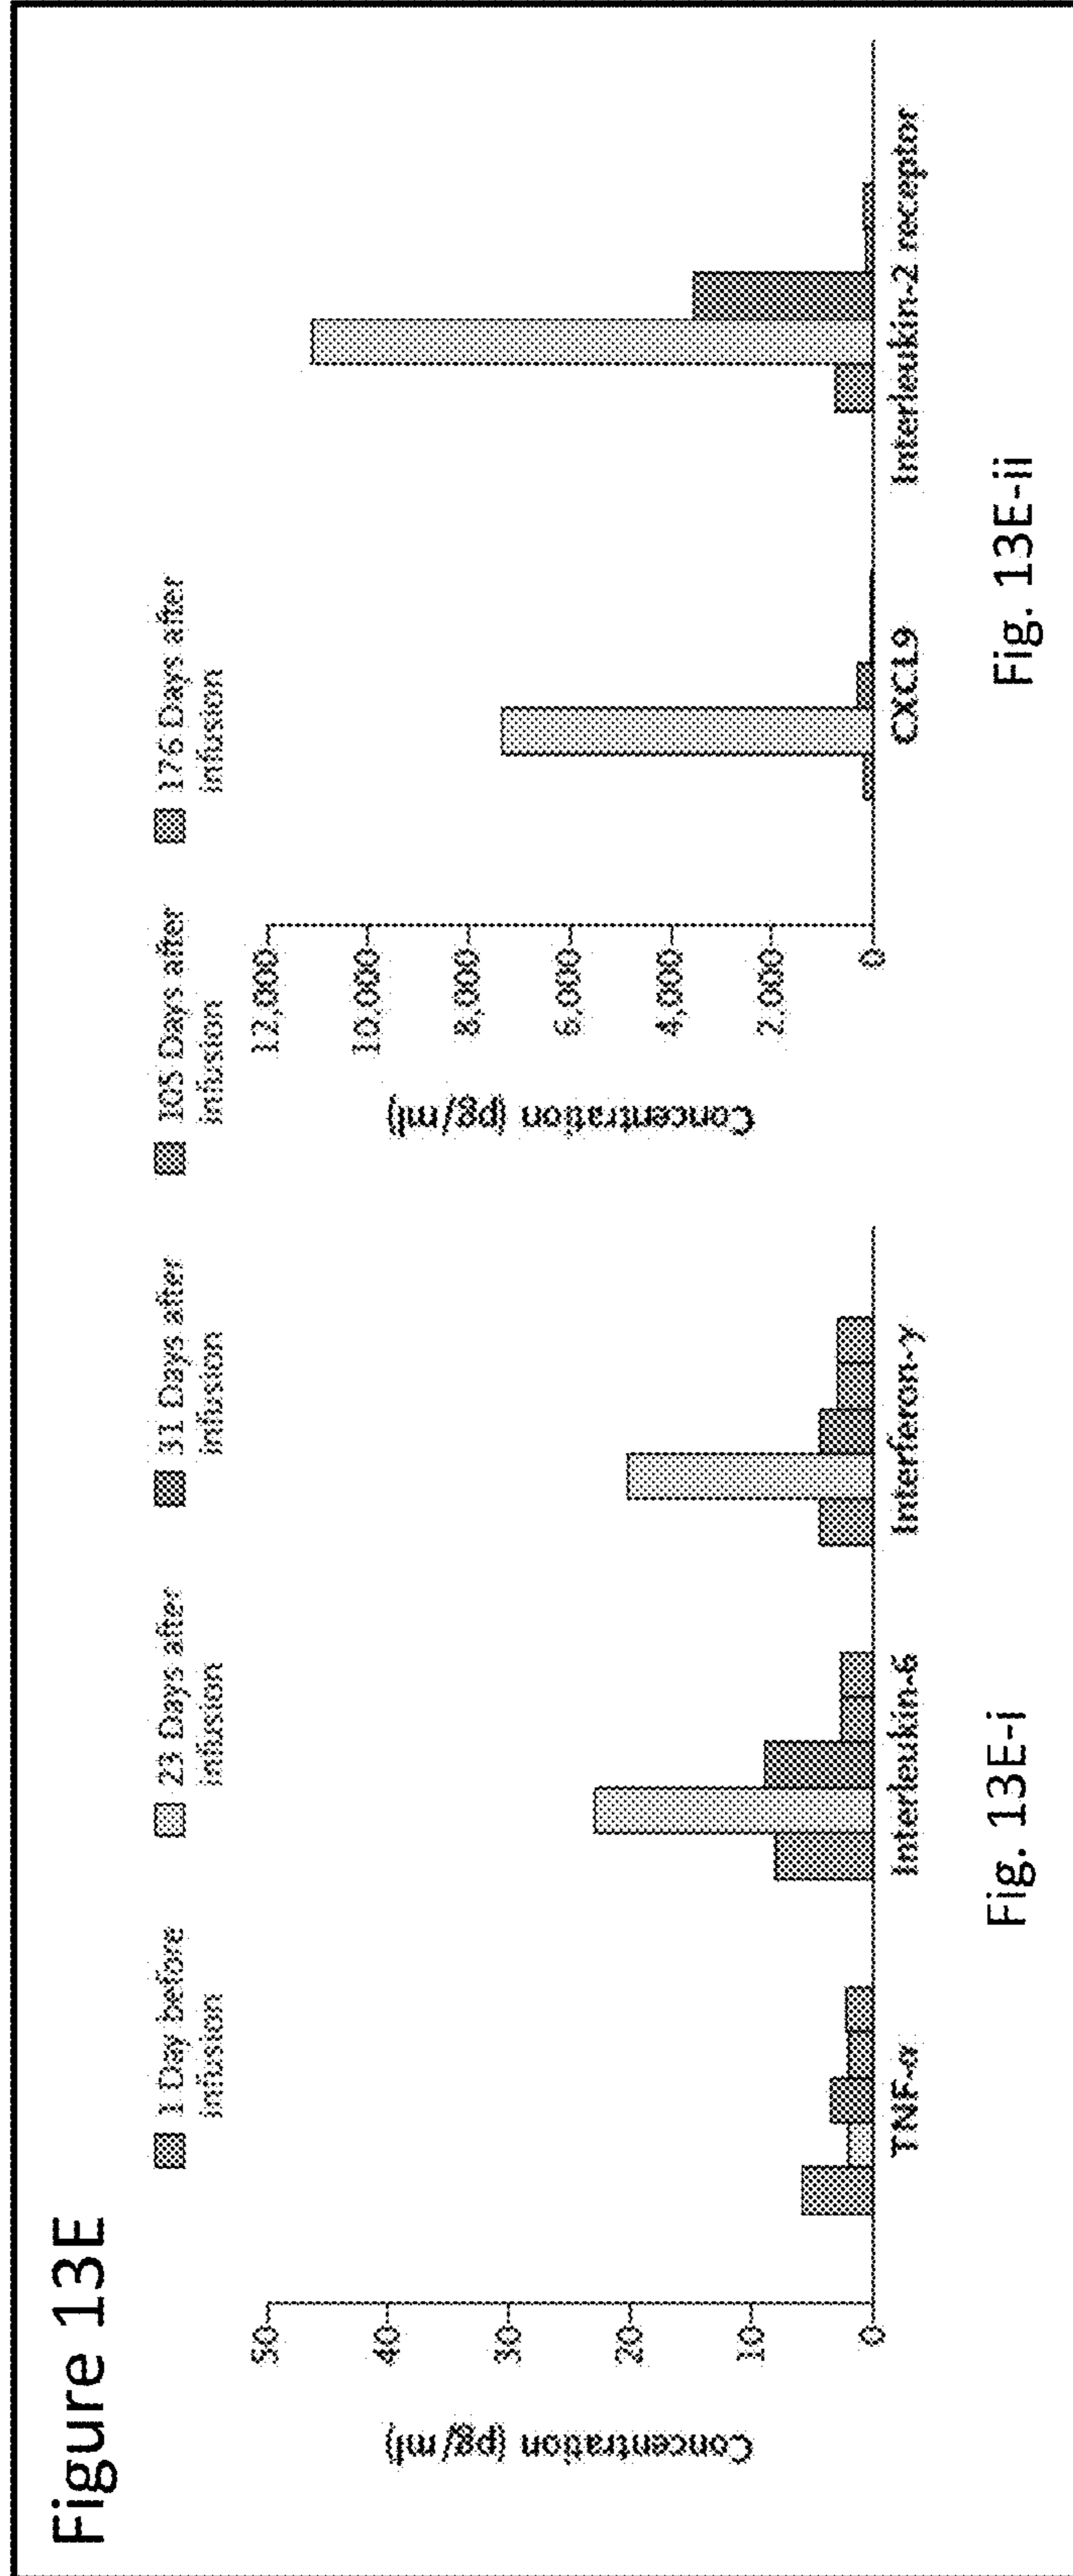 Figure 13E
1 Day before
infusion
23 Days after
infusion
31 Days after
infusion
105 Days after
infusion
176 Days after
infusion
Concentration (pg/ml)
50
40
30
20
10
0
TNF-α
Interleukin-6
Interferon-γ
Fig. 13E-i
Concentration (pg/ml)
12,000
10,000
8,000
6,000
4,000
2,000
0
CXCL9
Interleukin-2 receptor
Fig. 13E-ii